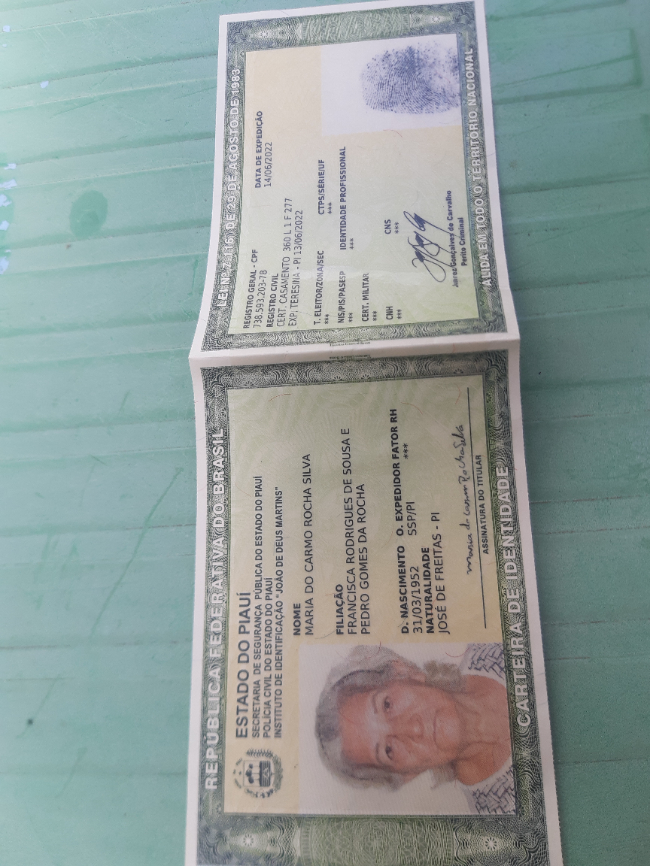 REPÚBLICA FEDERATIVA DO BRASIL
ESTADO DO PIAUÍ
SECRETARIA DE SEGURANÇA PÚBLICA DO ESTADO DO PIAUÍ
POLÍCIA CIVIL DO ESTADO DO PIAUÍ
INSTITUTO DE IDENTIFICAÇÃO "JOÃO DE DEUS MARTINS"
NOME
MARIA DO CARMO ROCHA SILVA
FILIAÇÃO
FRANCISCA RODRIGUES DE SOUSA E
PEDRO GOMES DA ROCHA
D. NASCIMENTO O. EXPEDIDOR FATOR RH
31/03/1952 SSP/PI ***
NATURALIDADE
JOSÉ DE FREITAS - PI
Maria do Carmo Rocha Silva
ASSINATURA DO TITULAR
CARTEIRA DE IDENTIDADE
LEI Nº 7.116, DE 29 DE AGOSTO DE 1983
REGISTRO GERAL - CPF DATA DE EXPEDIÇÃO
738.593.203-78 14/06/2022
REGISTRO CIVIL
CERT. CASAMENTO 360 L 1 F 277
EXP. TERESINA - PI 13/06/2022
T. ELEITOR/ZONA/SEC CTPS/SÉRIE/UF
*** ***
NIS/PIS/PASEP IDENTIDADE PROFISSIONAL
*** ***
CERT. MILITAR
***
CNH CNS
*** ***
Gonçalves de Carvalho
Perito Criminal
VÁLIDA EM TODO O TERRITÓRIO NACIONAL